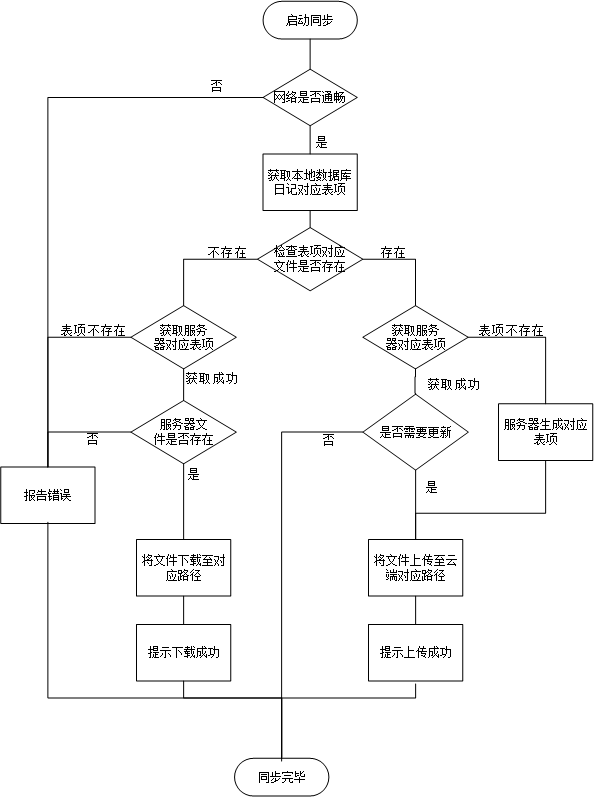 启动同步
否
网络是否通畅
是
获取本地数据库
日记对应表项
不存在
检查表项对应
文件是否存在
存在
表项不存在
获取服务
器对应表项
获取服务
器对应表项
表项不存在
获取成功
获取成功
否
服务器文
件是否存在
否
是否需要更新
服务器生成对应
表项
是
是
报告错误
将文件下载至对
应路径
将文件上传至云
端对应路径
提示下载成功
提示上传成功
同步完毕